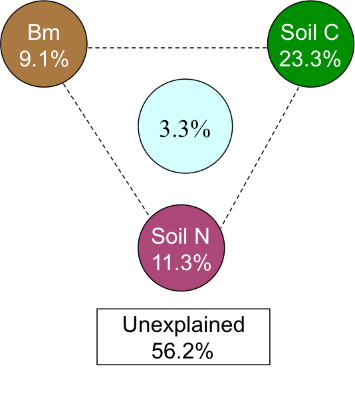 Bm
9.1%
Soil C
23.3%
3.3%
Soil N
11.3%
Unexplained
56.2%